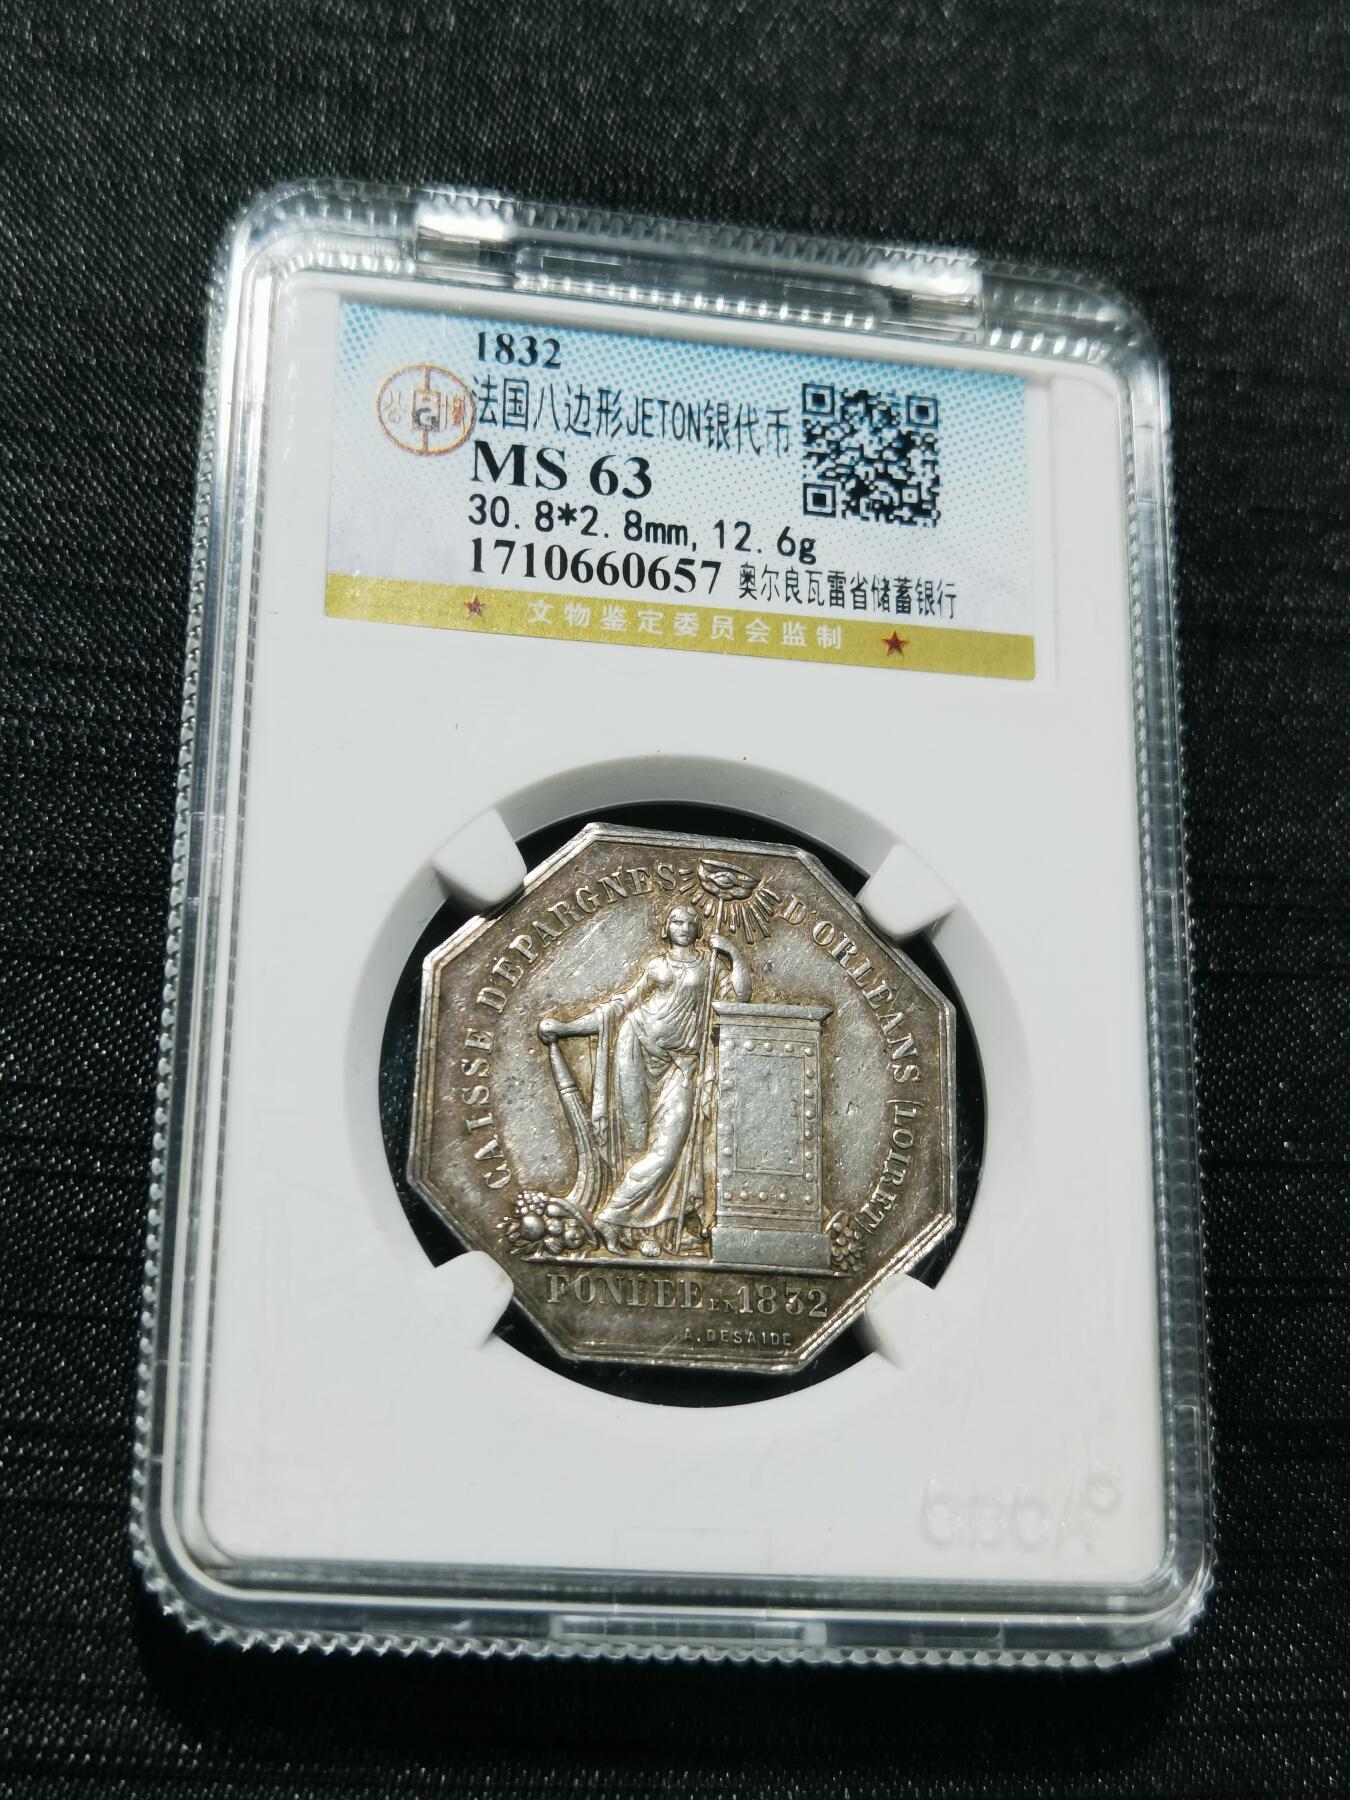 1832
法国八边形JETON银代币
MS 63
30.8*2.8mm,12.6g
1710660657 奥尔良瓦雷省储蓄银行
文物鉴定委员会监制
CAISSE D'EPARGNES D'ORLEANS (LOIRET)
FONDEE EN 1832
A. DESAIDE